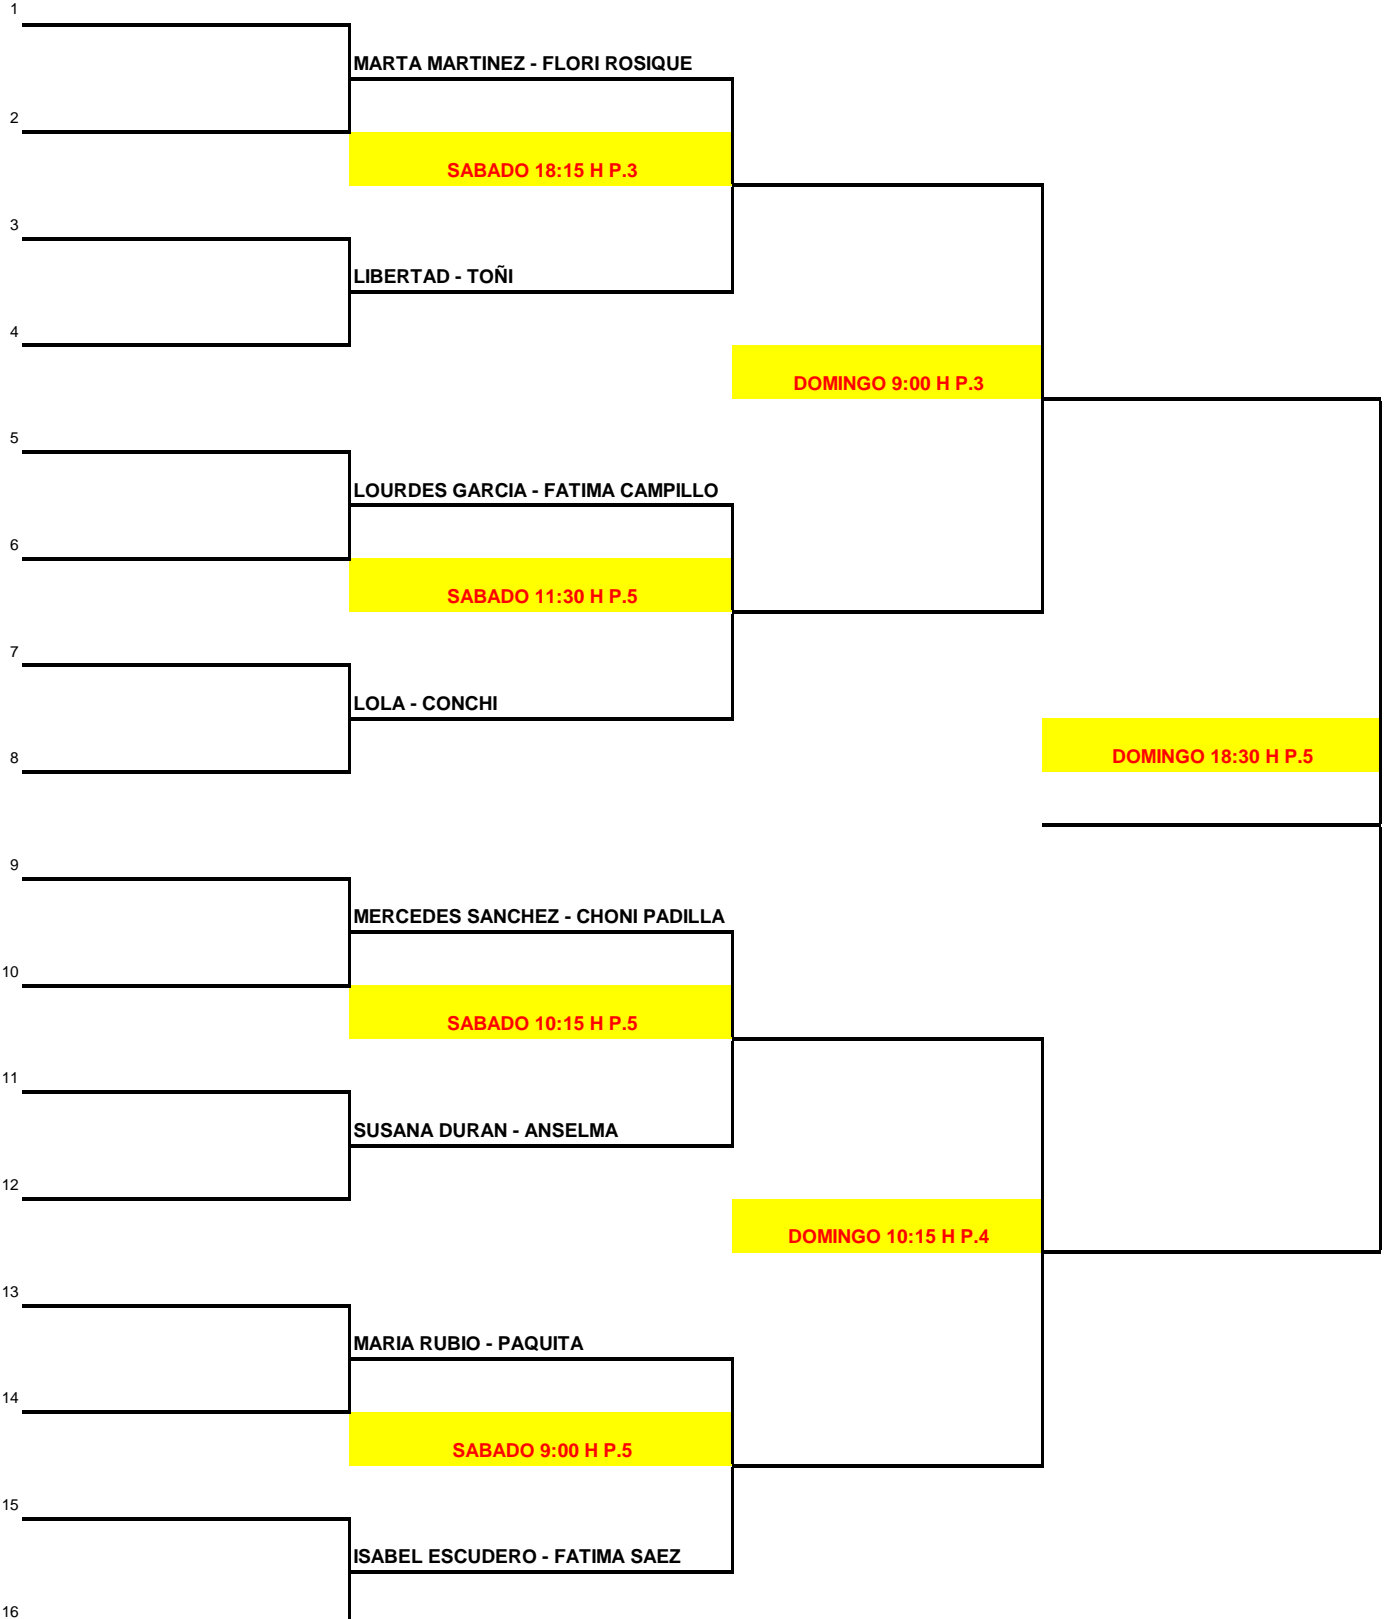 1
MARTA MARTINEZ - FLORI ROSIQUE
2
SABADO 18:15 H P.3
3
LIBERTAD - TOÑI
4
DOMINGO 9:00 H P.3
5
LOURDES GARCIA - FATIMA CAMPILLO
6
SABADO 11:30 H P.5
7
LOLA - CONCHI
8
DOMINGO 18:30 H P.5
9
MERCEDES SANCHEZ - CHONI PADILLA
10
SABADO 10:15 H P.5
11
SUSANA DURAN - ANSELMA
12
DOMINGO 10:15 H P.4
13
MARIA RUBIO - PAQUITA
14
SABADO 9:00 H P.5
15
ISABEL ESCUDERO - FATIMA SAEZ
16